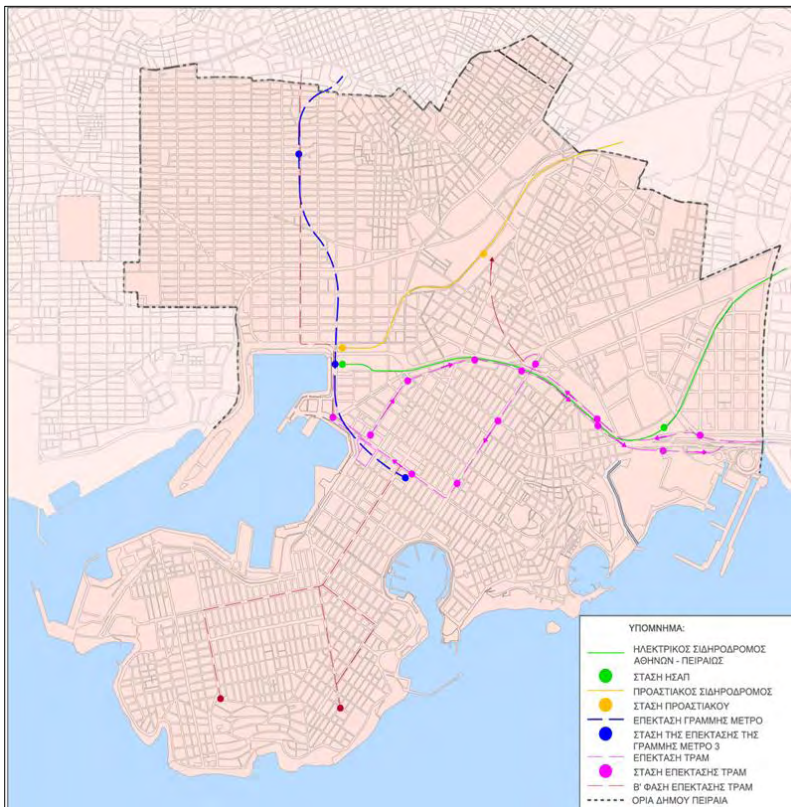 ΥΠΟΜΝΗΜΑ:
ΗΛΕΚΤΡΙΚΟΣ ΣΙΔΗΡΟΔΡΟΜΟΣ
ΑΘΗΝΩΝ - ΠΕΙΡΑΙΩΣ
ΣΤΑΣΗ ΗΣΑΠ
ΠΡΟΑΣΤΙΑΚΟΣ ΣΙΔΗΡΟΔΡΟΜΟΣ
ΣΤΑΣΗ ΠΡΟΑΣΤΙΑΚΟΥ
ΕΠΕΚΤΑΣΗ ΓΡΑΜΜΗΣ ΜΕΤΡΟ
ΣΤΑΣΗ ΤΗΣ ΕΠΕΚΤΑΣΗΣ ΤΗΣ
ΓΡΑΜΜΗΣ ΜΕΤΡΟ 3
ΕΠΕΚΤΑΣΗ ΤΡΑΜ
ΣΤΑΣΗ ΕΠΕΚΤΑΣΗΣ ΤΡΑΜ
Β' ΦΑΣΗ ΕΠΕΚΤΑΣΗΣ ΤΡΑΜ
ΟΡΙΑ ΔΗΜΟΥ ΠΕΙΡΑΙΑ